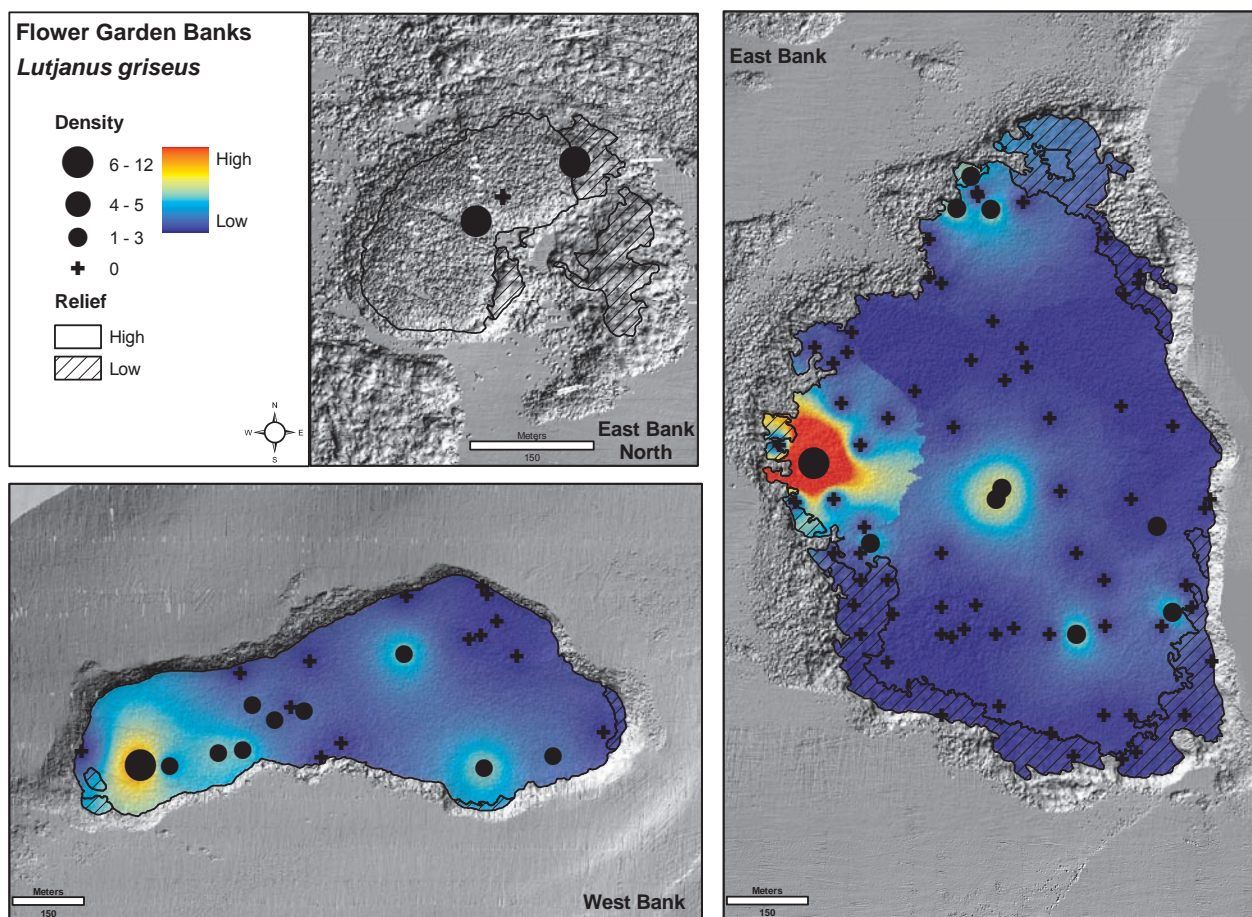 Flower Garden Banks
Lutjanus griseus
Density
6 - 12
4 - 5
1 - 3
0
High
Low
Relief
High
Low
N
W
E
S
Meters
150
East Bank
North
East Bank
Meters
150
Meters
150
West Bank